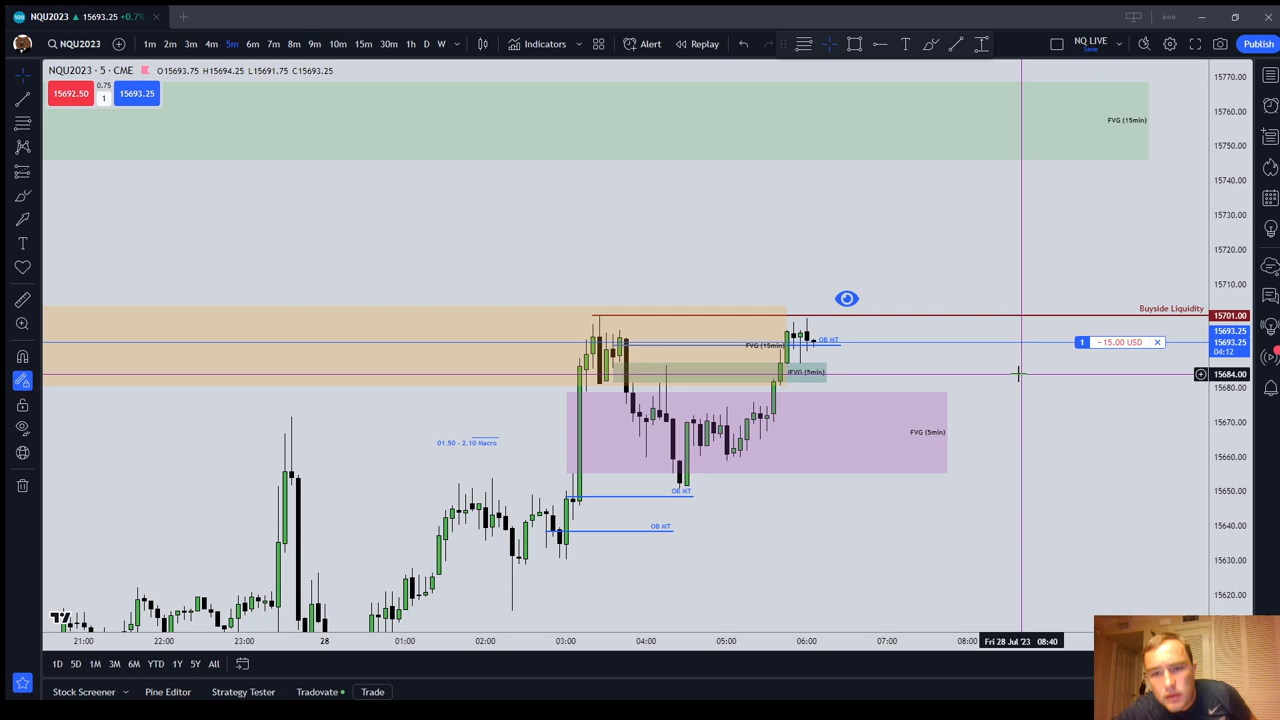 NQU2023 ▲ 15693.25 +0.7%
NQU2023
1m 2m 3m 4m 5m 6m 7m 8m 9m 10m 15m 30m 1h D W
Indicators
Alert
Replay
NQ LIVE
Save
Publish
NQU2023 · 5 · CME
O15693.75 H15694.25 L15691.75 C15693.25
15692.50
0.75
1
15693.25
15770.00
15760.00
15750.00
15740.00
15730.00
15720.00
15710.00
15701.00
15693.25
15693.25
04:12
15684.00
15680.00
15670.00
15660.00
15650.00
15640.00
15630.00
15620.00
FVG (15min)
Buyside Liquidity
OB MT
FVG (15min)
1 −15.00 USD
IFVG (5min)
FVG (5min)
01.50 - 2.10 Macro
OB MT
OB MT
21:00 22:00 23:00 28 01:00 02:00 03:00 04:00 05:00 06:00 07:00 08:00 Fri 28 Jul '23 08:40
1D 5D 1M 3M 6M YTD 1Y 5Y All
Stock Screener Pine Editor Strategy Tester Tradovate Trade